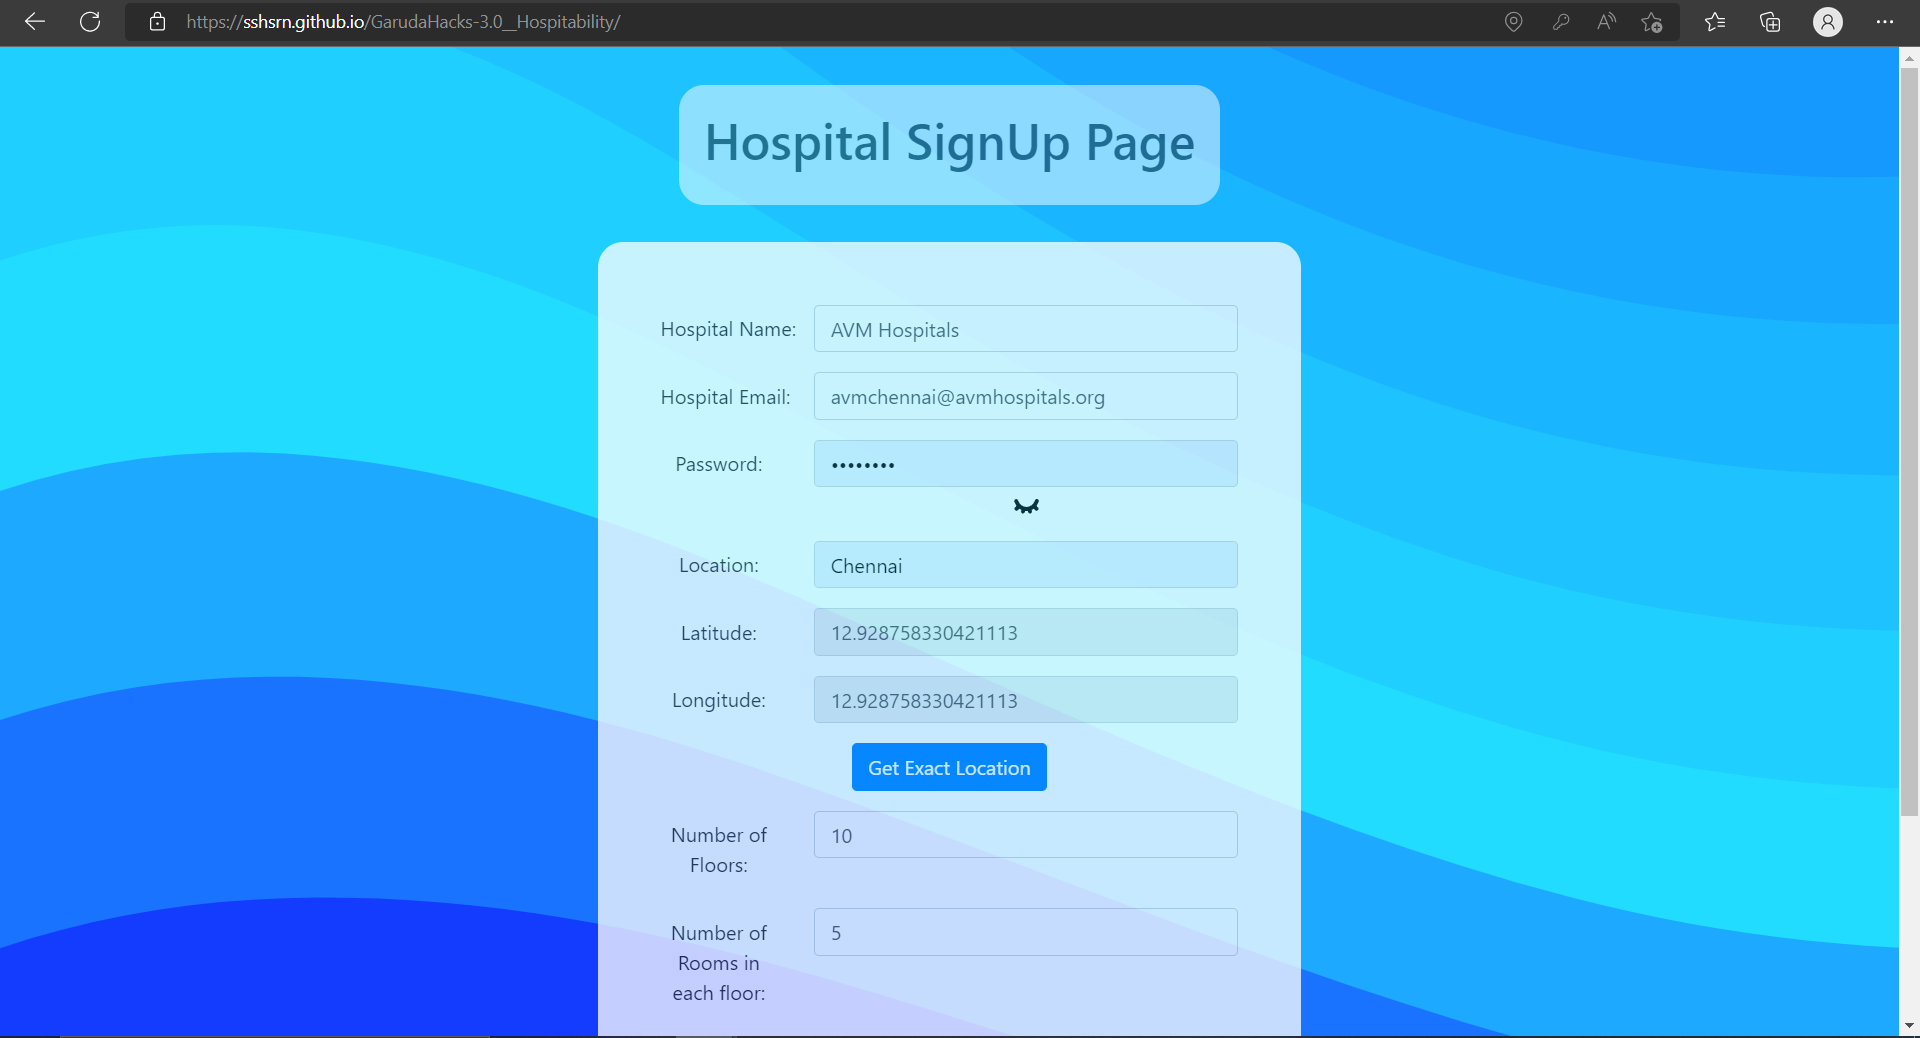 https://sshsrn.github.io/GarudaHacks-3.0__Hospitability/
Hospital SignUp Page
Hospital Name: AVM Hospitals
Hospital Email: avmchennai@avmhospitals.org
Password: ••••••••
Location: Chennai
Latitude: 12.928758330421113
Longitude: 12.928758330421113
Get Exact Location
Number of Floors: 10
Number of Rooms in each floor: 5